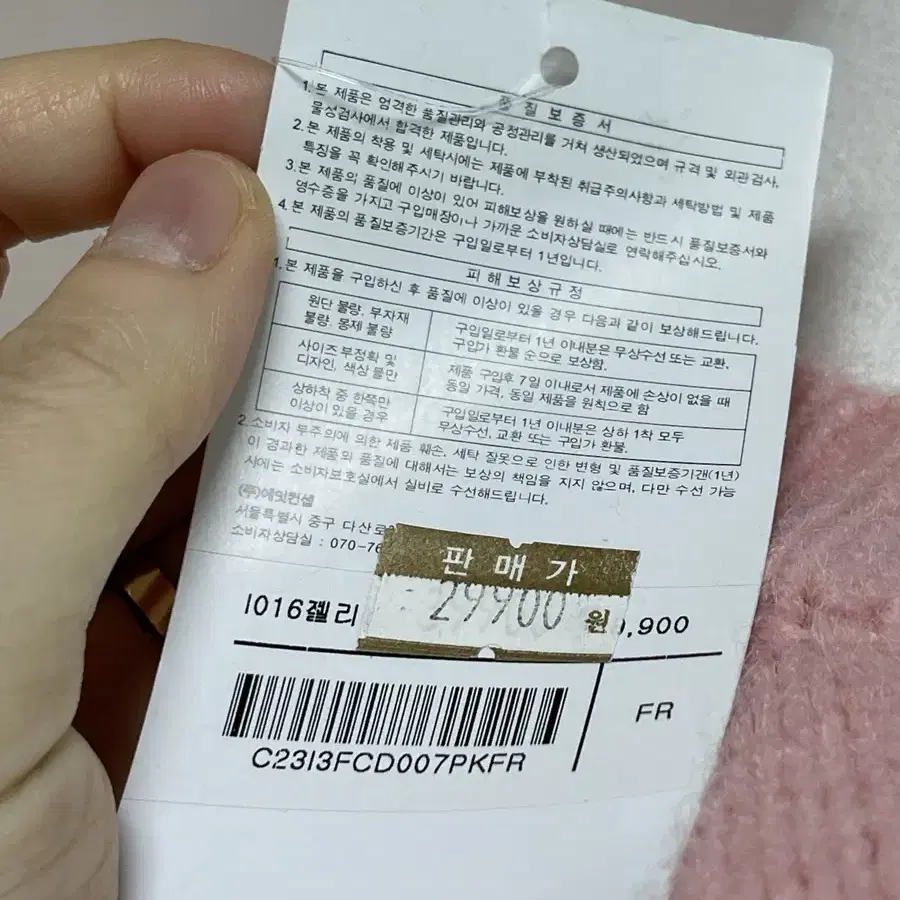 품 질 보 증 서
1. 본 제품은 엄격한 품질관리와 공정관리를 거쳐 생산되었으며 규격 및 외관검사,
물성검사에서 합격한 제품입니다.
2. 본 제품의 착용 및 세탁시에는 제품에 부착된 취급주의사항과 세탁방법 및 제품
특징을 꼭 확인해주시기 바랍니다.
3. 본 제품의 품질에 이상이 있어 피해보상을 원하실 때에는 반드시 품질보증서와
영수증을 가지고 구입매장이나 가까운 소비자상담실로 연락해주십시오.
4. 본 제품의 품질보증기간은 구입일로부터 1년입니다.
피 해 보 상 규 정
1. 본 제품을 구입하신 후 품질에 이상이 있을 경우 다음과 같이 보상해드립니다.
원단 불량, 부자재
불량, 봉제 불량
구입일로부터 1년 이내분은 무상수선 또는 교환,
구입가 환불 순으로 보상함.
사이즈 부정확 및
디자인, 색상 불만
제품 구입후 7일 이내로서 제품에 손상이 없을 때
동일 가격, 동일 제품을 원칙으로 함
상하착 중 한쪽만
이상이 있을 경우
구입일로부터 1년 이내분은 상하 1착 모두
무상수선, 교환 또는 구입가 환불.
2. 소비자 부주의에 의한 제품 훼손, 세탁 잘못으로 인한 변형 및 품질보증기간(1년)
이 경과한 제품의 품질에 대해서는 보상의 책임을 지지 않으며, 다만 수선 가능
시에는 소비자보호실에서 실비로 수선해드립니다.
(주)에잇컨셉
서울특별시 중구 다산로
소비자상담실 : 070-76
판 매 가
29900 원
I016겔리 9,900
FR
C23I3FCD007PKFR